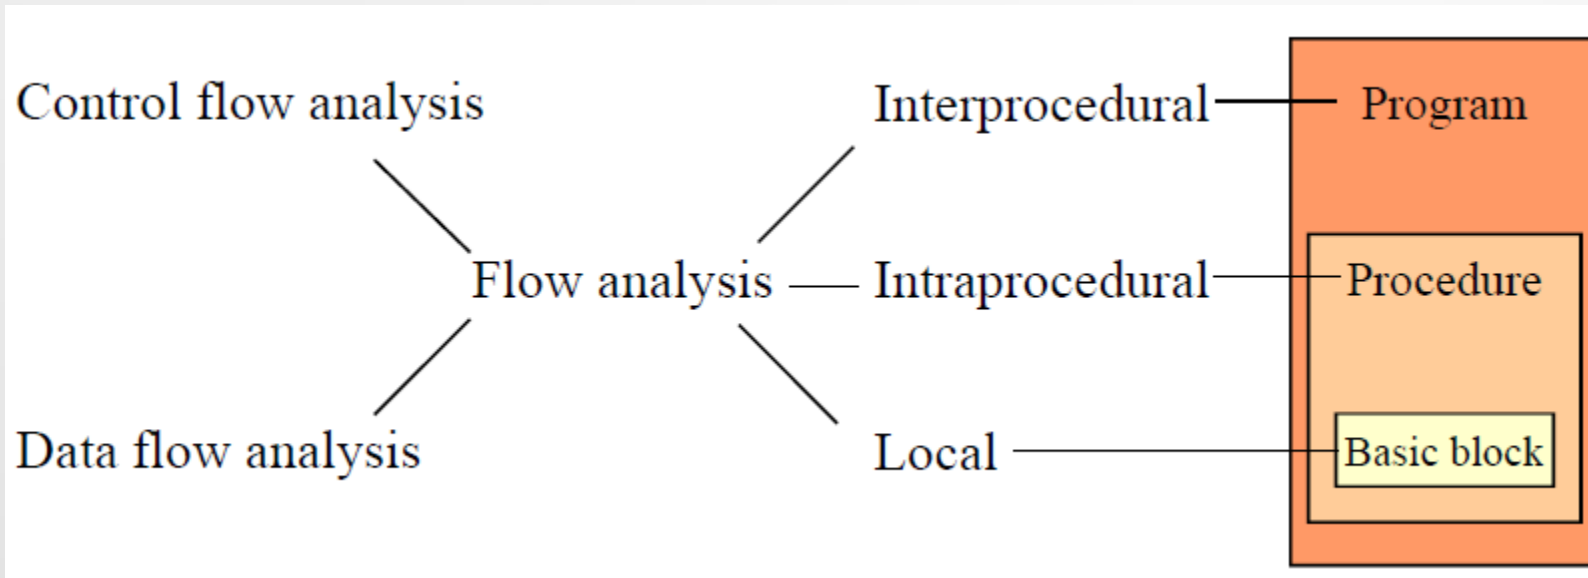 Control flow analysis
Interprocedural
Program
Flow analysis
Intraprocedural
Procedure
Data flow analysis
Local
Basic block